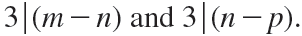 3|(m − n) and 3|(n − p).